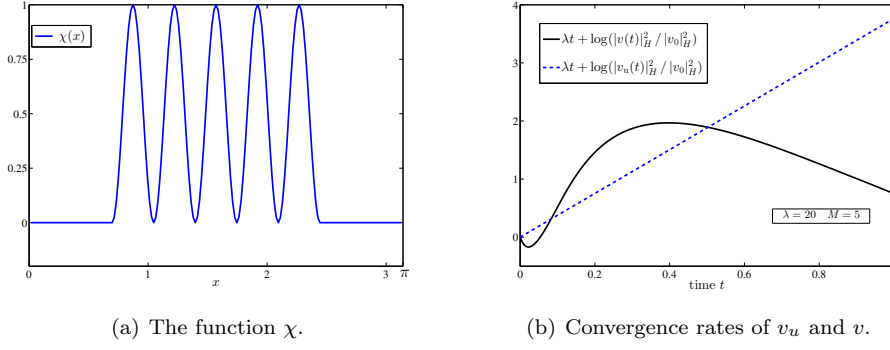 1
0.75
0.5
0.25
0
0
1
2
3
π
x
χ(x)
(a) The function χ.
4
3
2
1
0
0
0.2
0.4
0.6
0.8
time t
λt + log(|v(t)|²_H / |v₀|²_H)
λt + log(|v_u(t)|²_H / |v₀|²_H)
λ = 20 M = 5
(b) Convergence rates of v_u and v.